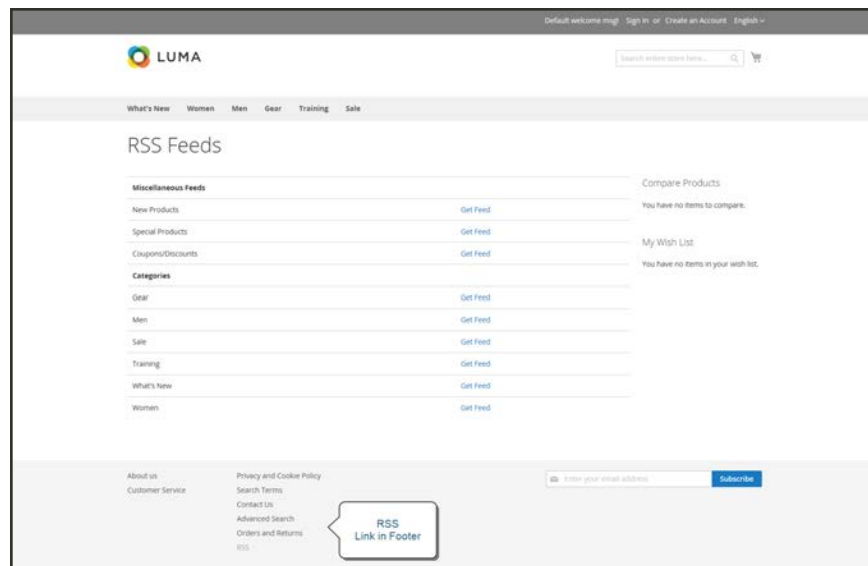 Default welcome msg! Sign In or Create an Account English
LUMA
Search entire store here...
What's New Women Men Gear Training Sale
RSS Feeds
Miscellaneous Feeds
New Products Get Feed
Special Products Get Feed
Coupons/Discounts Get Feed
Categories
Gear Get Feed
Men Get Feed
Sale Get Feed
Training Get Feed
What's New Get Feed
Women Get Feed
Compare Products
You have no items to compare.
My Wish List
You have no items in your wish list.
About us
Customer Service
Privacy and Cookie Policy
Search Terms
Contact Us
Advanced Search
Orders and Returns
RSS
RSS
Link in Footer
Enter your email address
Subscribe